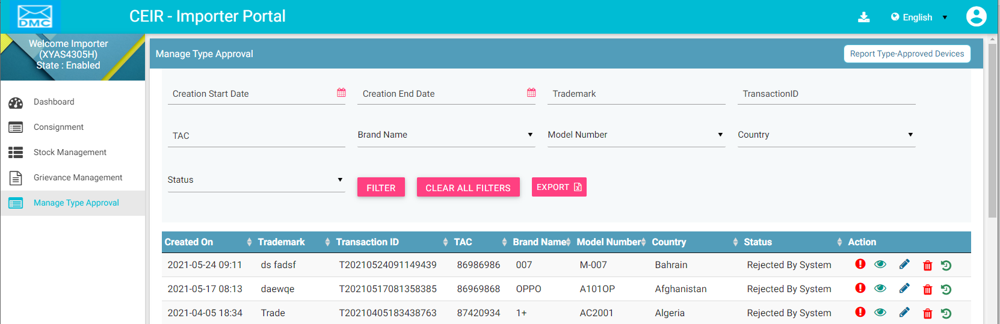 DMC
CEIR - Importer Portal
English
Welcome Importer
(XYAS4305H)
State : Enabled
Dashboard
Consignment
Stock Management
Grievance Management
Manage Type Approval
Manage Type Approval
Report Type-Approved Devices
Creation Start Date
Creation End Date
Trademark
TransactionID
TAC
Brand Name
Model Number
Country
Status
FILTER
CLEAR ALL FILTERS
EXPORT
Created On Trademark Transaction ID TAC Brand Name Model Number Country Status Action
2021-05-24 09:11 ds fadsf T20210524091149439 86986986 007 M-007 Bahrain Rejected By System
2021-05-17 08:13 daewqe T20210517081358385 86969868 OPPO A101OP Afghanistan Rejected By System
2021-04-05 18:34 Trade T20210405183438763 87420934 1+ AC2001 Algeria Rejected By System